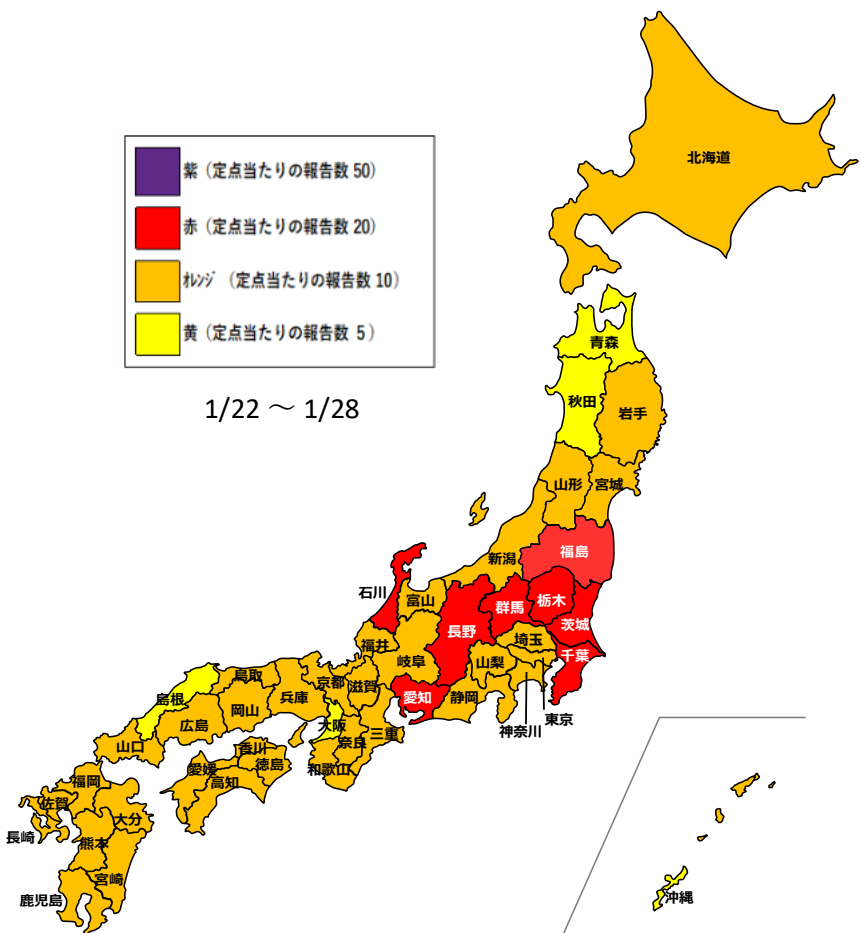 紫（定点当たりの報告数 50）
赤（定点当たりの報告数 20）
ｵﾚﾝｼﾞ（定点当たりの報告数 10）
黄（定点当たりの報告数 5）
1/22 ～ 1/28
北海道
青森
秋田
岩手
山形
宮城
新潟
福島
石川
富山
群馬
栃木
茨城
長野
埼玉
千葉
福井
岐阜
山梨
東京
神奈川
静岡
愛知
鳥取
京都
滋賀
島根
兵庫
岡山
広島
大阪
奈良
三重
山口
香川
徳島
愛媛
高知
和歌山
福岡
佐賀
長崎
大分
熊本
宮崎
鹿児島
沖縄